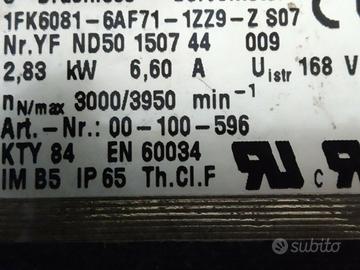 1FK6081-6AF71-1ZZ9-Z S07
Nr.YF ND50 1507 44 009
2,83 kW 6,60 A Uistr 168 V
nN/max 3000/3950 min-1
Art.-Nr.: 00-100-596
KTY 84 EN 60034
IM B5 IP 65 Th.Cl.F
C
subito